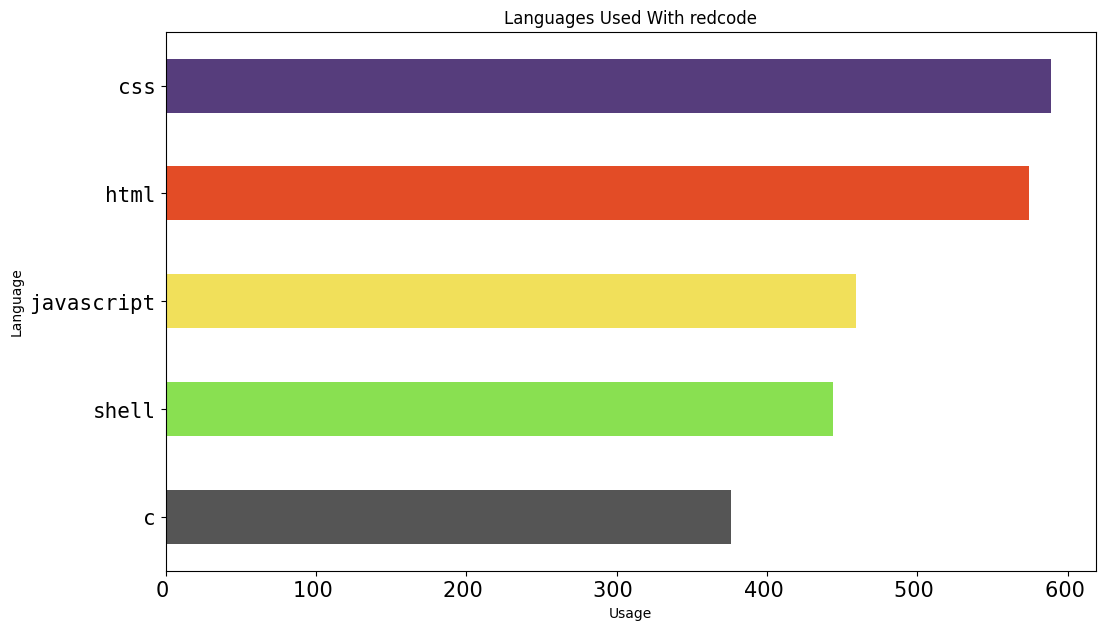 Languages Used With redcode
css
html
javascript
shell
c
Language
0 100 200 300 400 500 600
Usage